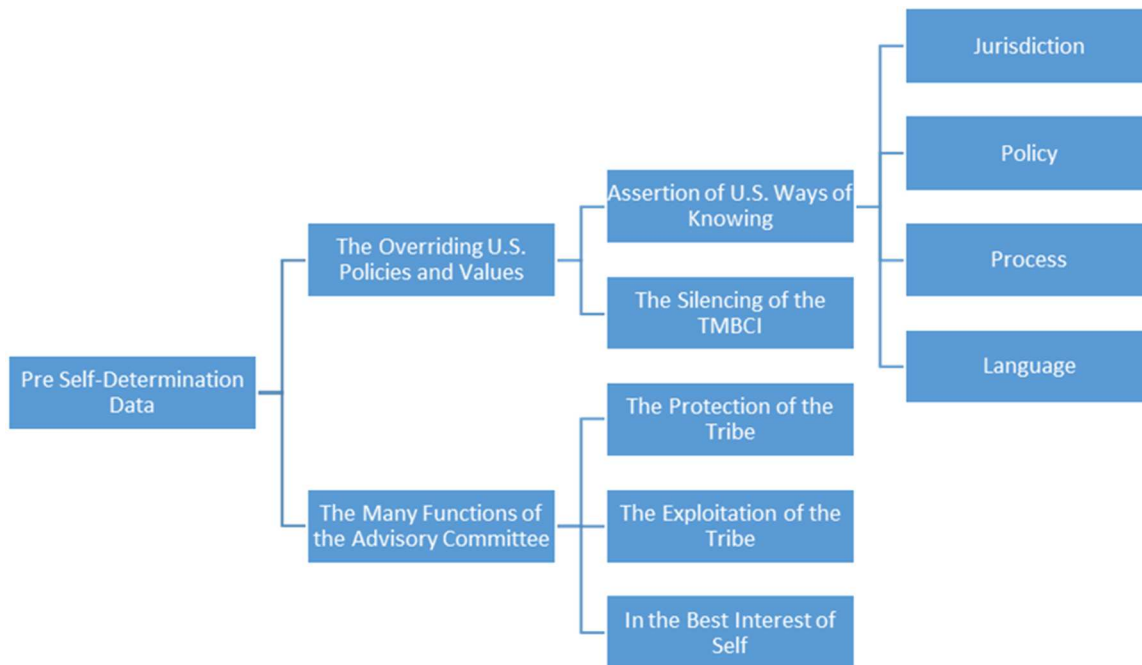 Pre Self-Determination
Data
The Overriding U.S.
Policies and Values
Assertion of U.S. Ways of
Knowing
Jurisdiction
Policy
Process
Language
The Silencing of the
TMBCI
The Many Functions of
the Advisory Committee
The Protection of the
Tribe
The Exploitation of the
Tribe
In the Best Interest of
Self